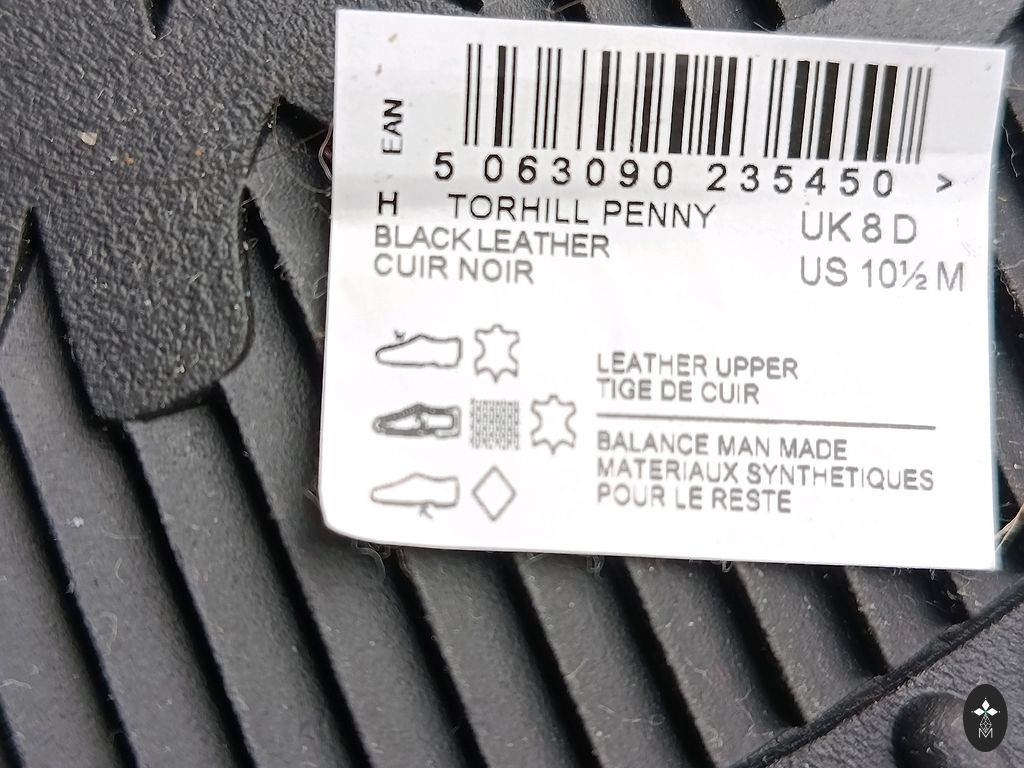 EAN
5 063090 235450 >
H TORHILL PENNY
UK 8 D
BLACK LEATHER
CUIR NOIR
US 10½ M
LEATHER UPPER
TIGE DE CUIR
BALANCE MAN MADE
MATERIAUX SYNTHETIQUES
POUR LE RESTE
M